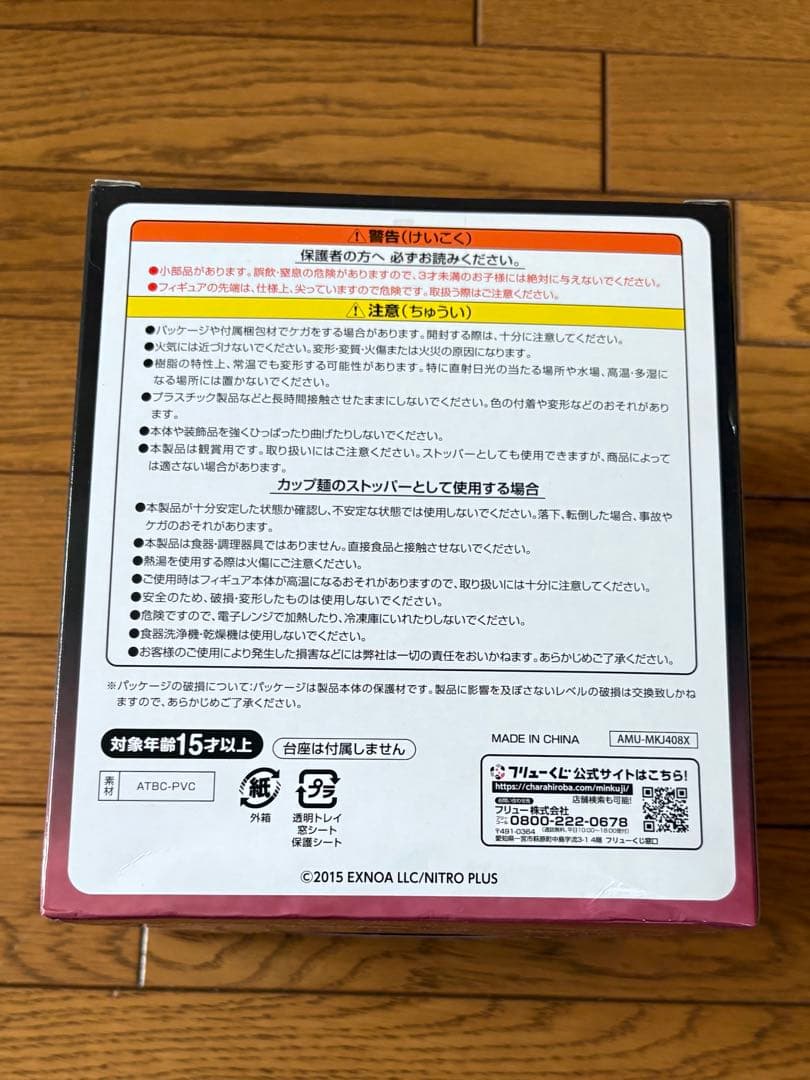 ⚠警告(けいこく)
保護者の方へ 必ずお読みください。
●小部品があります。誤飲・窒息の危険がありますので、3才未満のお子様には絶対に与えないでください。
●フィギュアの先端は、仕様上、尖っていますので危険です。取扱う際はご注意ください。
⚠注意(ちゅうい)
●パッケージや付属梱包材でケガをする場合があります。開封する際は、十分に注意してください。
●火気には近づけないでください。変形・変質・火傷または火災の原因になります。
●樹脂の特性上、常温でも変形する可能性があります。特に直射日光の当たる場所や水場、高温・多湿に
なる場所には置かないでください。
●プラスチック製品などと長時間接触させたままにしないでください。色の付着や変形などのおそれがあり
ます。
●本体や装飾品を強くひっぱったり曲げたりしないでください。
●本製品は観賞用です。取り扱いにはご注意ください。ストッパーとしても使用できますが、商品によって
は適さない場合があります。
カップ麺のストッパーとして使用する場合
●本製品が十分安定した状態か確認し、不安定な状態では使用しないでください。落下、転倒した場合、事故や
ケガのおそれがあります。
●本製品は食器・調理器具ではありません。直接食品と接触させないでください。
●熱湯を使用する際は火傷にご注意ください。
●ご使用時はフィギュア本体が高温になるおそれがありますので、取り扱いには十分に注意してください。
●安全のため、破損・変形したものは使用しないでください。
●危険ですので、電子レンジで加熱したり、冷凍庫にいれたりしないでください。
●食器洗浄機・乾燥機は使用しないでください。
●お客様のご使用により発生した損害などには弊社は一切の責任をおいかねます。あらかじめご了承ください。
※パッケージの破損について:パッケージは製品本体の保護材です。製品に影響を及ぼさないレベルの破損は交換致しかね
ますので、あらかじめご了承ください。
対象年齢15才以上
台座は付属しません
MADE IN CHINA
AMU-MKJ408X
素材
ATBC-PVC
紙
外箱
プラ
透明トレイ
窓シート
保護シート
フリューくじ公式サイトはこちら!
https://charahiroba.com/minkuji/
お問い合わせ先
店舗検索も可能!
フリュー株式会社
フリーコール 0800-222-0678
〒491-0364 (通話無料、平日10:00~18:00受付)
愛知県一宮市萩原町中島字流3-1 4階 フリューくじ窓口
©2015 EXNOA LLC/NITRO PLUS